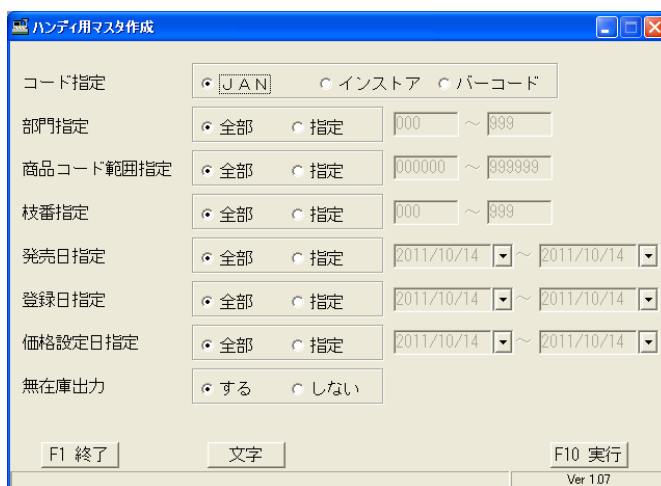 ハンディ用マスタ作成
コード指定 JAN インストア バーコード
部門指定 全部 指定 000 ～ 999
商品コード範囲指定 全部 指定 000000 ～ 999999
枝番指定 全部 指定 000 ～ 999
発売日指定 全部 指定 2011/10/14 ～ 2011/10/14
登録日指定 全部 指定 2011/10/14 ～ 2011/10/14
価格設定日指定 全部 指定 2011/10/14 ～ 2011/10/14
無在庫出力 する しない
F1 終了 文字 F10 実行
Ver 1.07